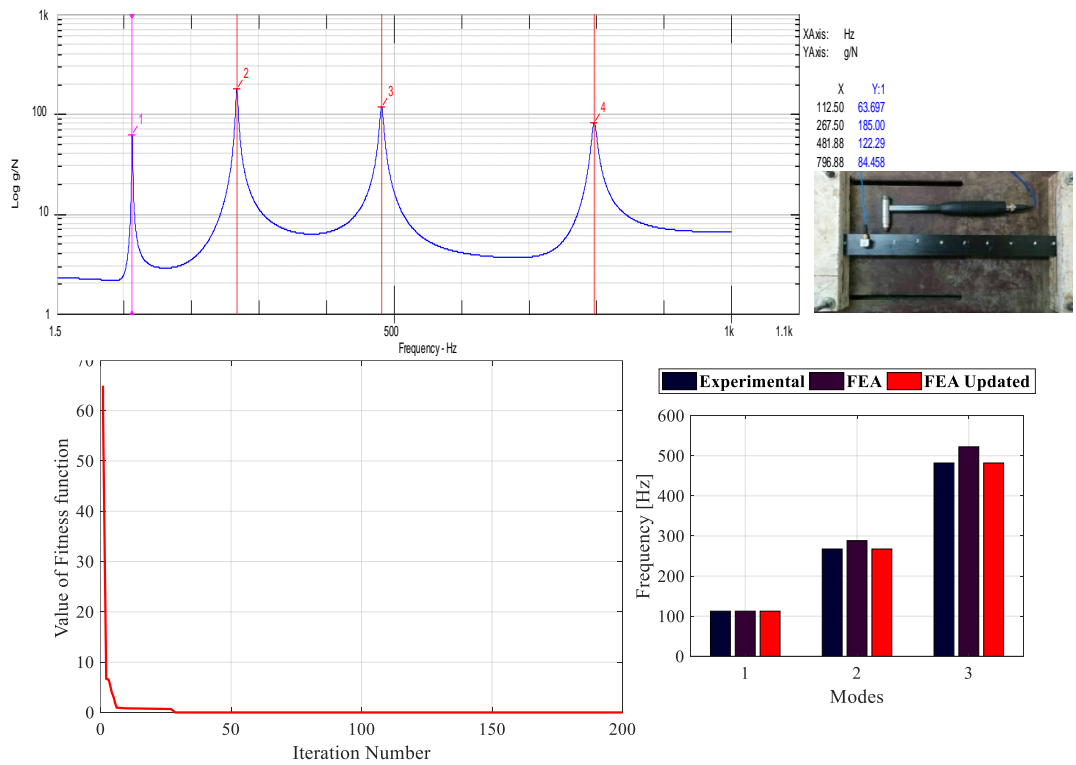 1k
XAxis: Hz
YAxis: g/N
2
X Y:1
3
100
112.50 63.697
4
1
267.50 185.00
481.88 122.29
796.88 84.458
Log g/N
10
1
1.5 500 1k 1.1k
Frequency - Hz
70
60
50
40
30
20
10
0
Value of Fitness function
0 50 100 150 200
Iteration Number
Experimental FEA FEA Updated
600
500
400
300
200
100
0
Frequency [Hz]
1 2 3
Modes